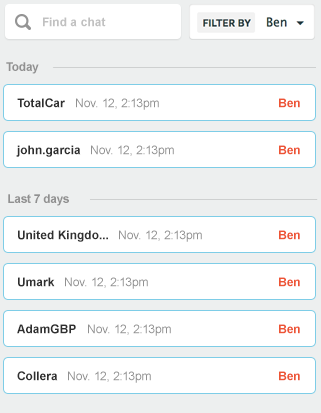 Find a chat FILTER BY Ben
Today
TotalCar Nov. 12, 2:13pm Ben
john.garcia Nov. 12, 2:13pm Ben
Last 7 days
United Kingdo... Nov. 12, 2:13pm Ben
Umark Nov. 12, 2:13pm Ben
AdamGBP Nov. 12, 2:13pm Ben
Collera Nov. 12, 2:13pm Ben